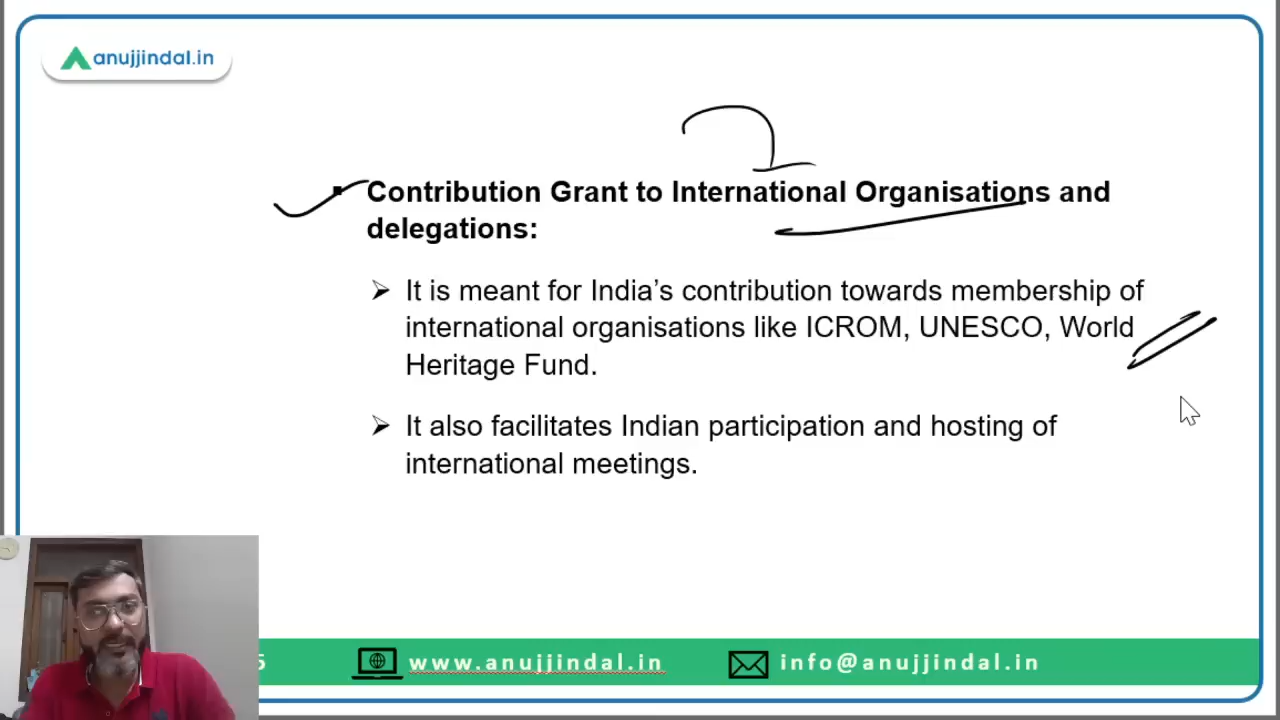 anujjindal.in
▪ Contribution Grant to International Organisations and
delegations:
➢ It is meant for India's contribution towards membership of
international organisations like ICROM, UNESCO, World
Heritage Fund.
➢ It also facilitates Indian participation and hosting of
international meetings.
5 www.anujjindal.in info@anujjindal.in